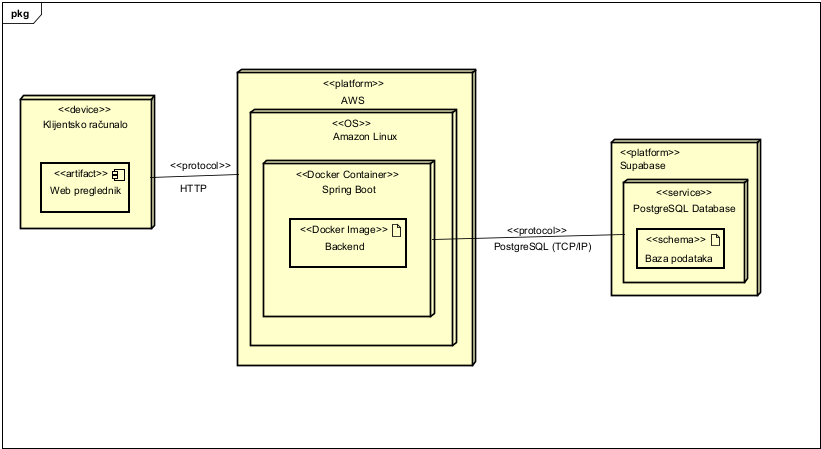 pkg
<<device>>
Klijentsko računalo
<<artifact>>
Web preglednik
<<protocol>>
HTTP
<<platform>>
AWS
<<OS>>
Amazon Linux
<<Docker Container>>
Spring Boot
<<Docker Image>>
Backend
<<protocol>>
PostgreSQL (TCP/IP)
<<platform>>
Supabase
<<service>>
PostgreSQL Database
<<schema>>
Baza podataka